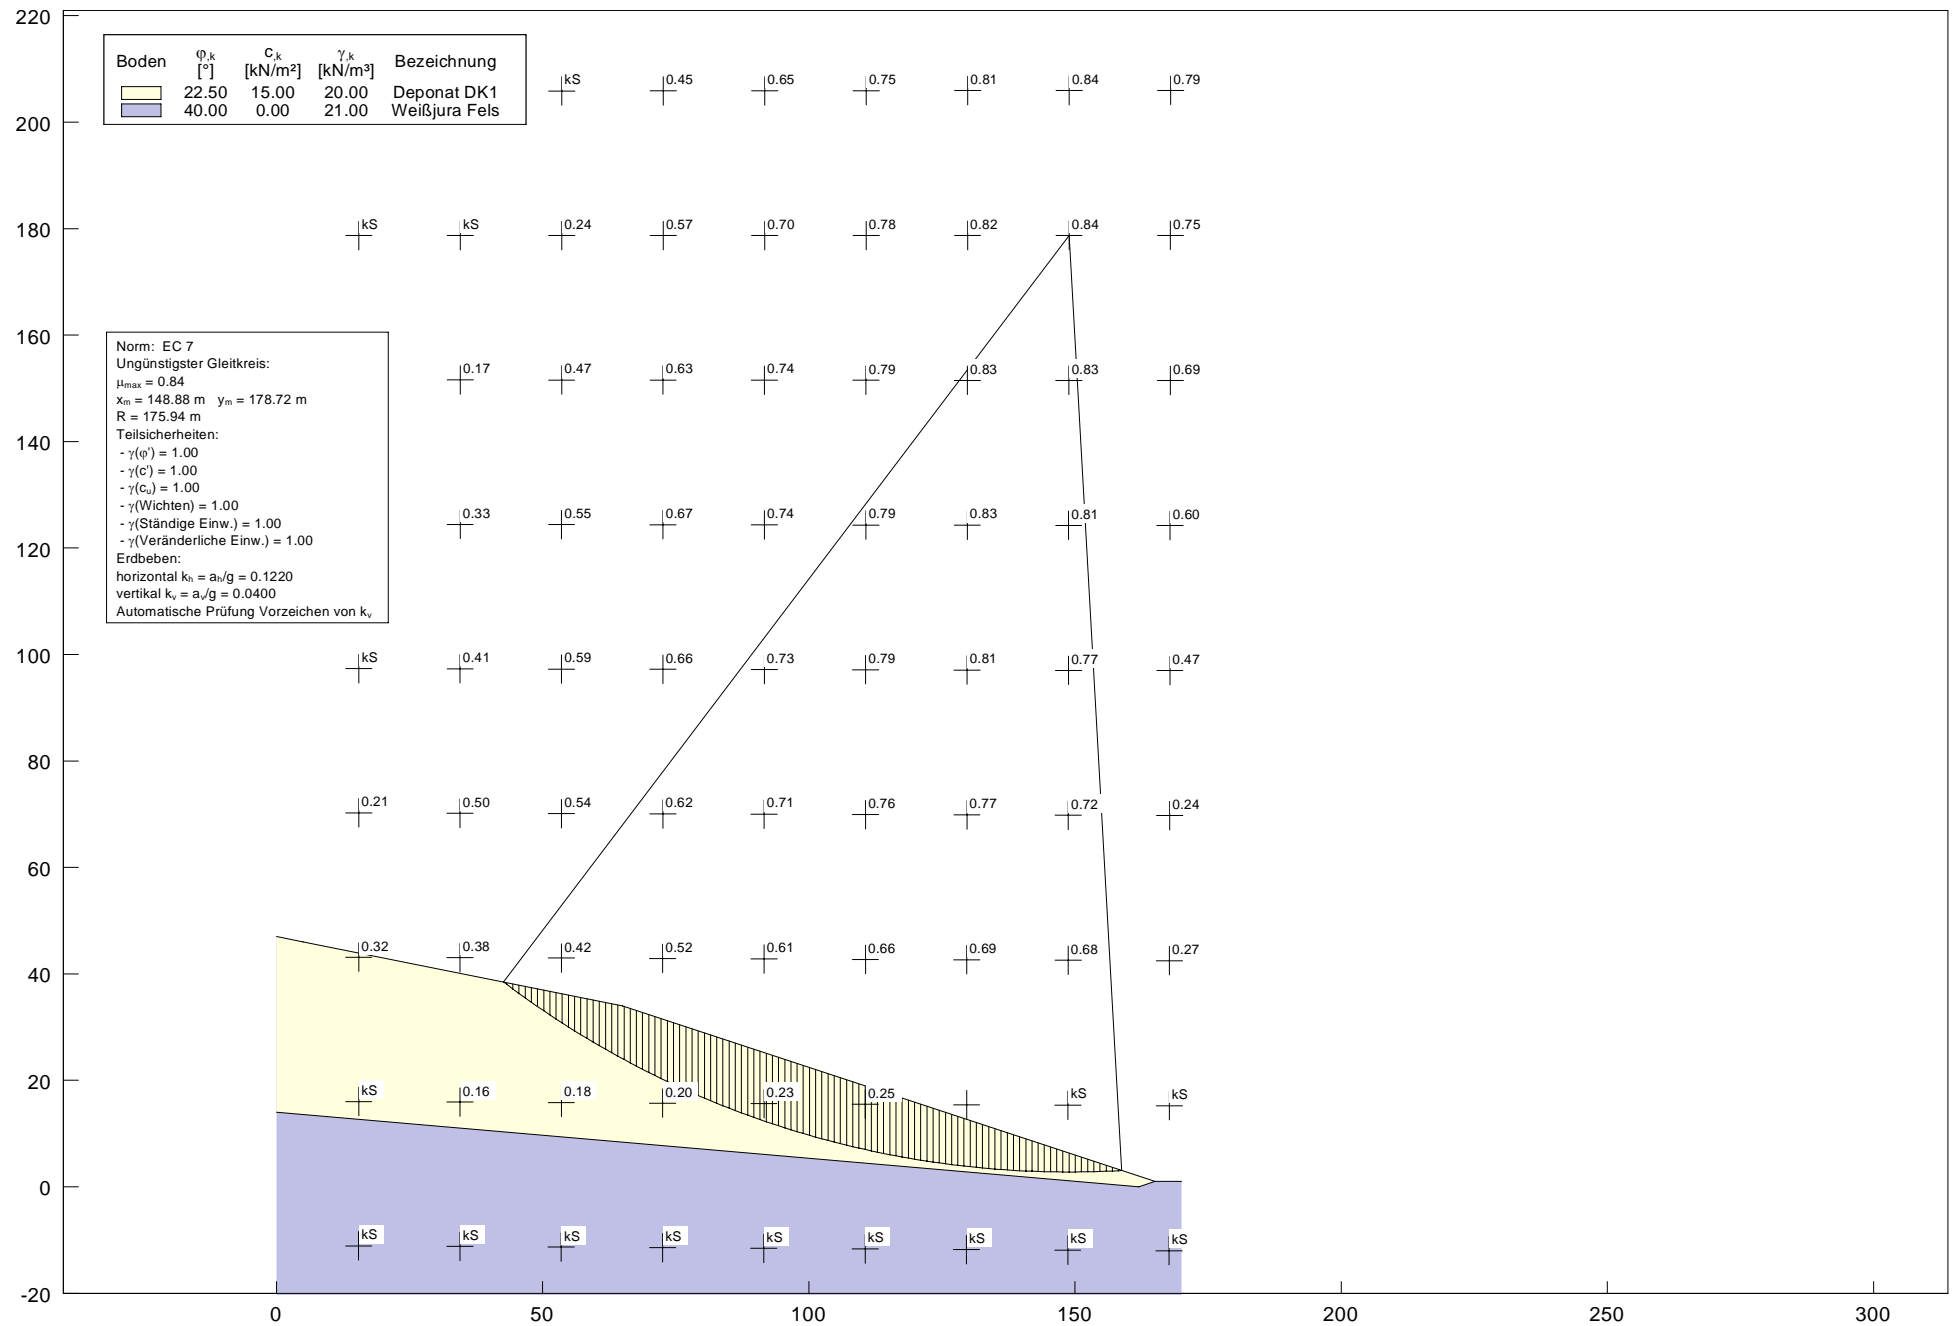 220
Boden φ,k [°] c,k [kN/m²] γ,k [kN/m³] Bezeichnung
22.50 15.00 20.00 Deponat DK1
40.00 0.00 21.00 Weißjura Fels
kS 0.45 0.65 0.75 0.81 0.84 0.79
200
180 kS kS 0.24 0.57 0.70 0.78 0.82 0.84 0.75
160
Norm: EC 7
Ungünstigster Gleitkreis:
μmax = 0.84
xm = 148.88 m ym = 178.72 m
R = 175.94 m
Teilsicherheiten:
- γ(φ') = 1.00
- γ(c') = 1.00
- γ(cu) = 1.00
- γ(Wichten) = 1.00
- γ(Ständige Einw.) = 1.00
- γ(Veränderliche Einw.) = 1.00
Erdbeben:
horizontal kh = ah/g = 0.1220
vertikal kv = av/g = 0.0400
Automatische Prüfung Vorzeichen von kv
0.17 0.47 0.63 0.74 0.79 0.83 0.83 0.69
140
0.33 0.55 0.67 0.74 0.79 0.83 0.81 0.60
120
100 kS 0.41 0.59 0.66 0.73 0.79 0.81 0.77 0.47
80
0.21 0.50 0.54 0.62 0.71 0.76 0.77 0.72 0.24
60
0.32 0.38 0.42 0.52 0.61 0.66 0.69 0.68 0.27
40
20
kS 0.16 0.18 0.20 0.23 0.25 kS kS
0
kS kS kS kS kS kS kS kS kS
-20
0 50 100 150 200 250 300